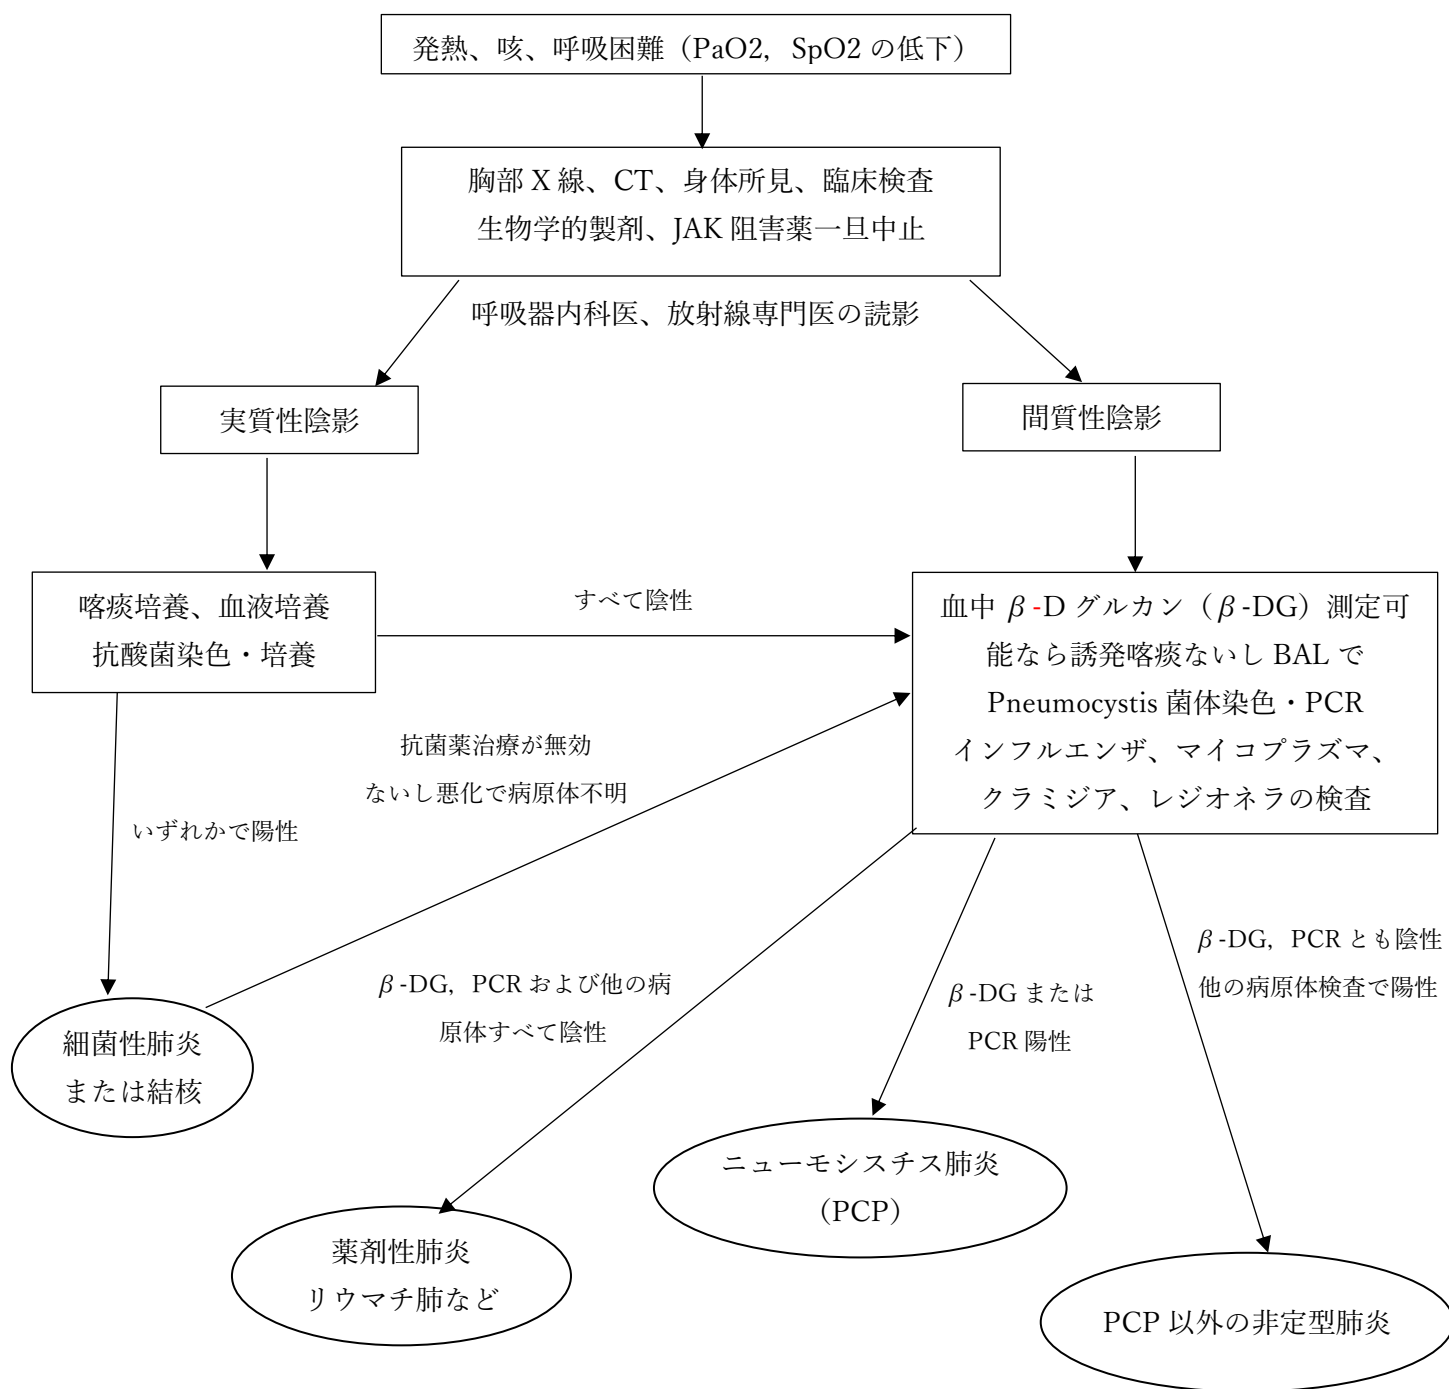 発熱、咳、呼吸困難（PaO2，SpO2 の低下）
胸部 X 線、CT、身体所見、臨床検査
生物学的製剤、JAK 阻害薬一旦中止
呼吸器内科医、放射線専門医の読影
実質性陰影
間質性陰影
喀痰培養、血液培養
抗酸菌染色・培養
すべて陰性
血中 β-D グルカン（β-DG）測定可
能なら誘発喀痰ないし BAL で
Pneumocystis 菌体染色・PCR
インフルエンザ、マイコプラズマ、
クラミジア、レジオネラの検査
抗菌薬治療が無効
ないし悪化で病原体不明
いずれかで陽性
β-DG，PCR および他の病
原体すべて陰性
β-DG または
PCR 陽性
β-DG，PCR とも陰性
他の病原体検査で陽性
細菌性肺炎
または結核
薬剤性肺炎
リウマチ肺など
ニューモシスチス肺炎
（PCP）
PCP 以外の非定型肺炎